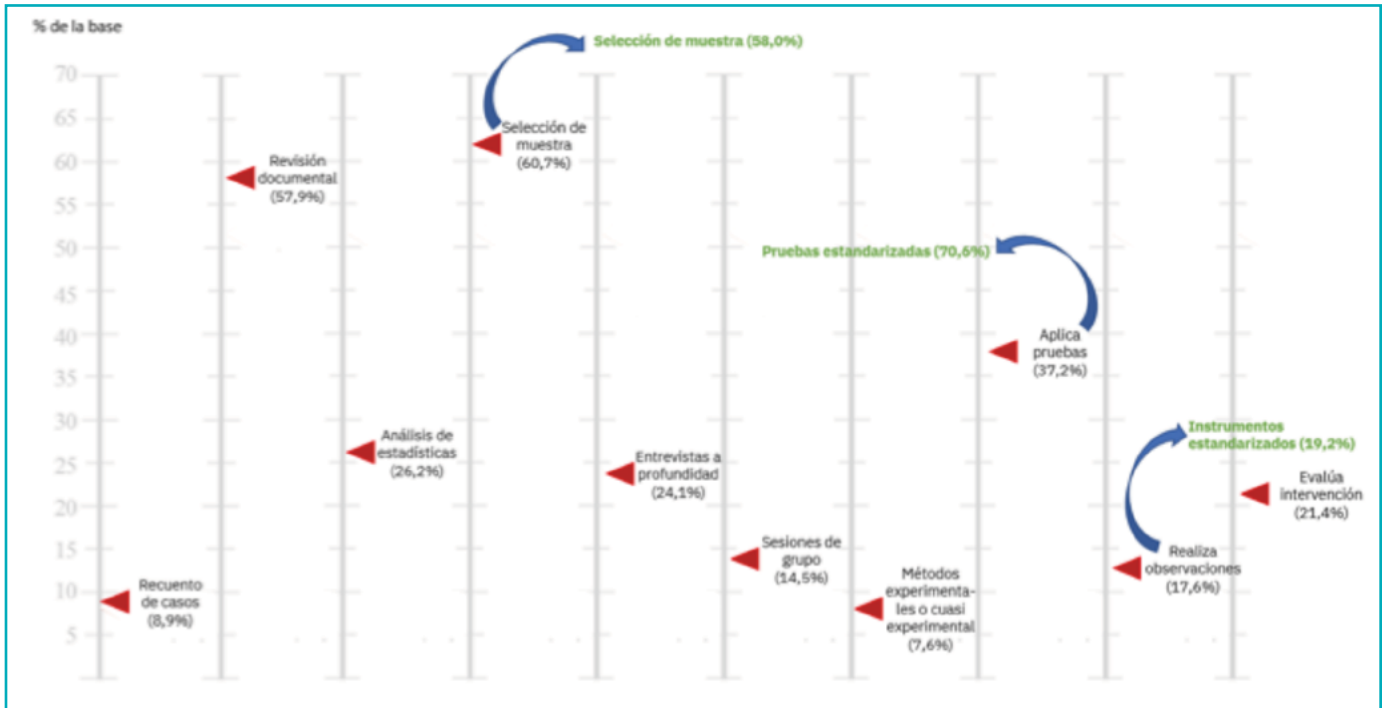 % de la base
Selección de muestra (58,0%)
70
65
60
55
50
45
40
35
30
25
20
15
10
5
Recuento
de casos
(8,9%)
Revisión
documental
(57,9%)
Análisis de
estadísticas
(26,2%)
Selección de
muestra
(60,7%)
Entrevistas a
profundidad
(24,1%)
Sesiones de
grupo
(14,5%)
Métodos
experimenta-
les o cuasi
experimental
(7,6%)
Pruebas estandarizadas (70,6%)
Aplica
pruebas
(37,2%)
Instrumentos
estandarizados (19,2%)
Realiza
observaciones
(17,6%)
Evalúa
intervención
(21,4%)